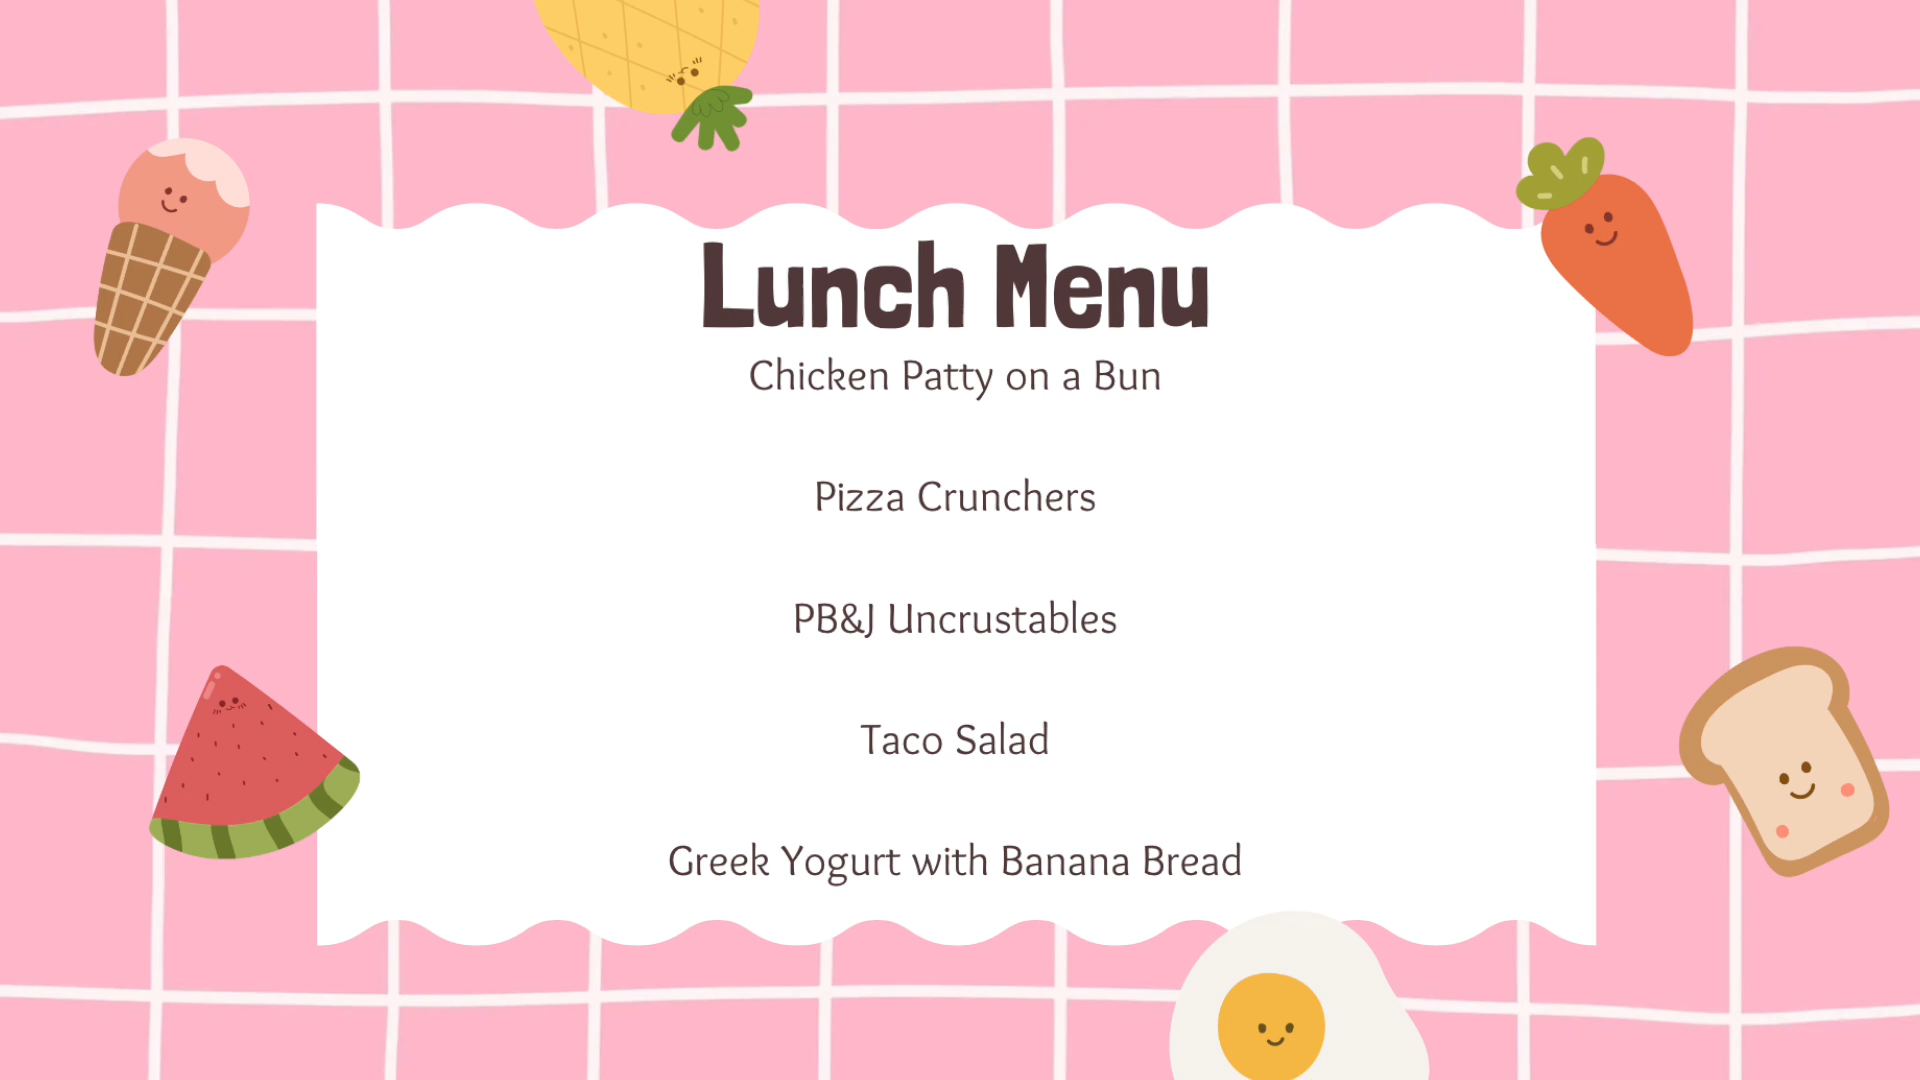 Lunch Menu
Chicken Patty on a Bun
Pizza Crunchers
PB&J Uncrustables
Taco Salad
Greek Yogurt with Banana Bread